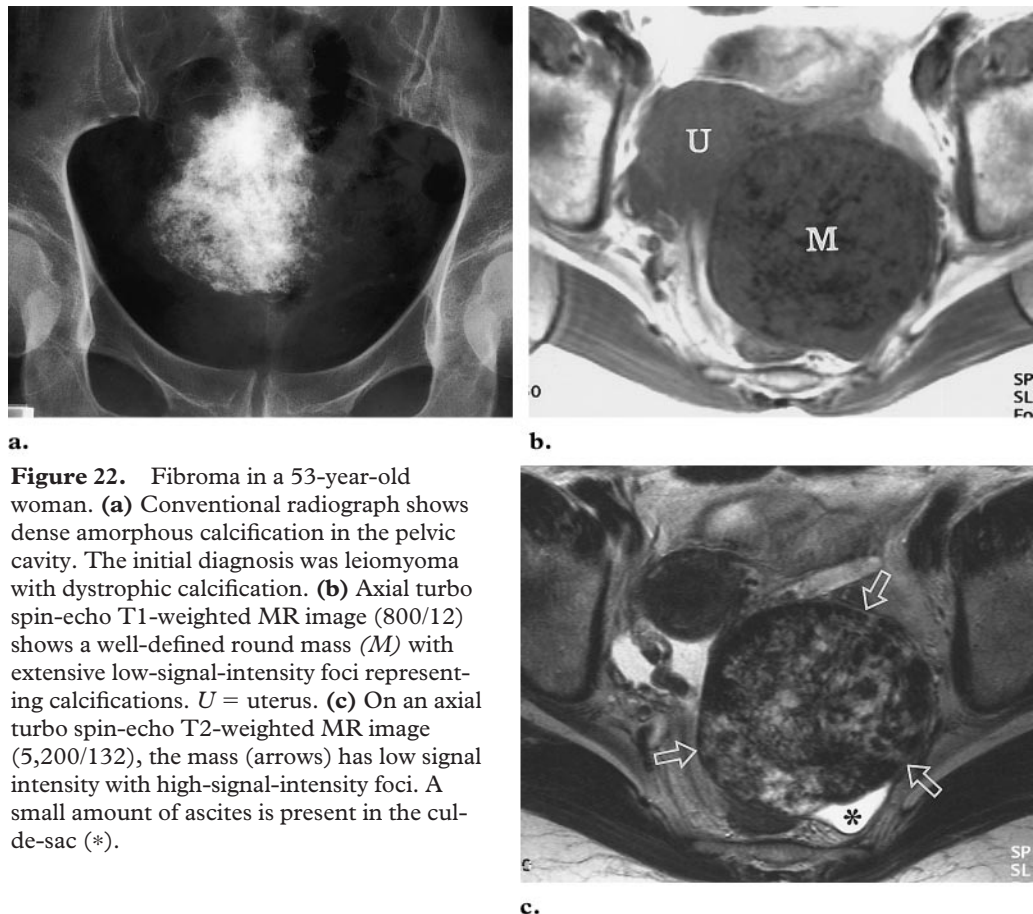 U
M
50
SP
SL
Fo
a.
b.
Figure 22. Fibroma in a 53-year-old
woman. (a) Conventional radiograph shows
dense amorphous calcification in the pelvic
cavity. The initial diagnosis was leiomyoma
with dystrophic calcification. (b) Axial turbo
spin-echo T1-weighted MR image (800/12)
shows a well-defined round mass (M) with
extensive low-signal-intensity foci represent-
ing calcifications. U = uterus. (c) On an axial
turbo spin-echo T2-weighted MR image
(5,200/132), the mass (arrows) has low signal
intensity with high-signal-intensity foci. A
small amount of ascites is present in the cul-
de-sac (*).
*
SP
SL
c.